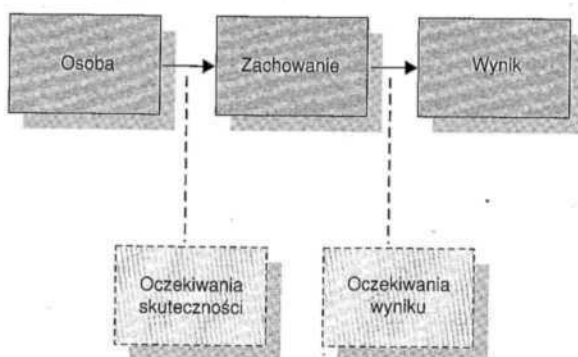 Osoba
Zachowanie
Wynik
Oczekiwania
skuteczności
Oczekiwania
wyniku